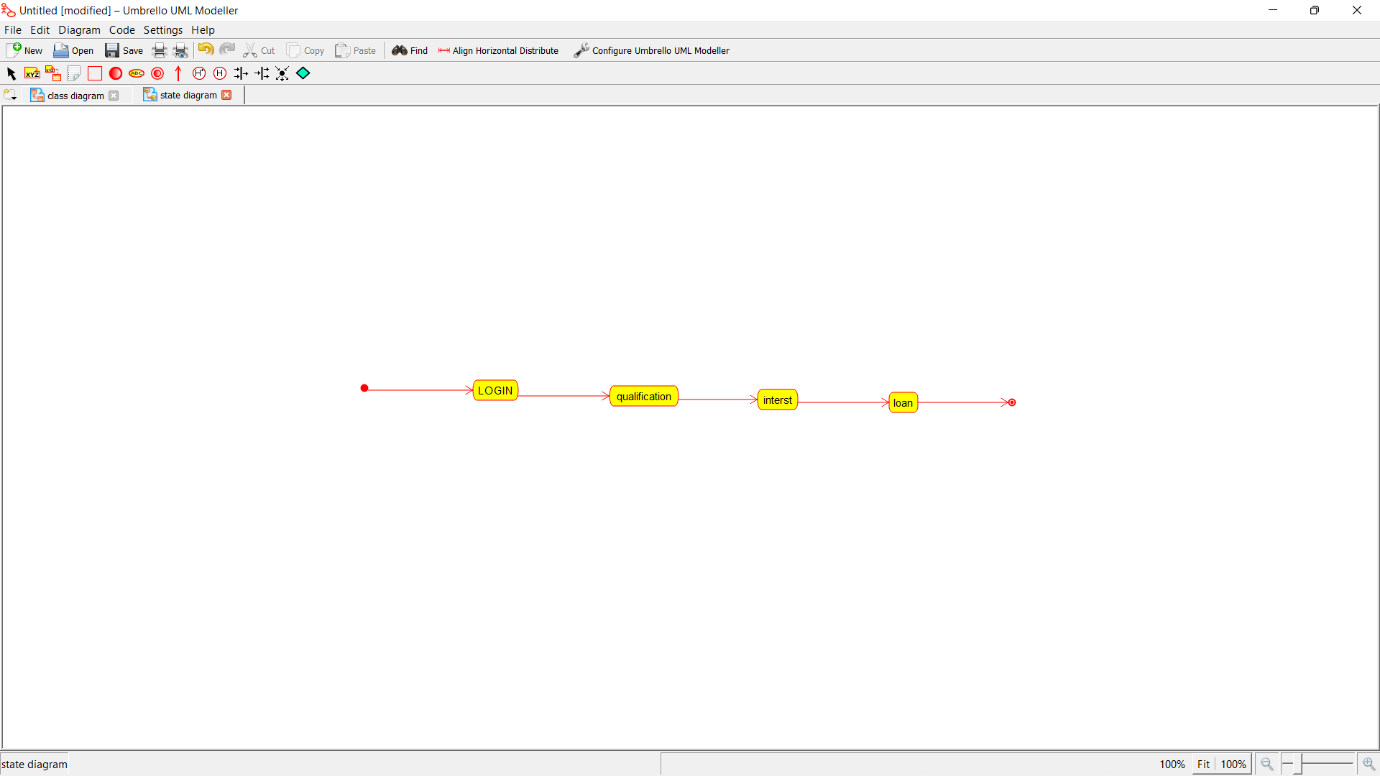 Untitled [modified] – Umbrello UML Modeller
File Edit Diagram Code Settings Help
New Open Save Cut Copy Paste Find Align Horizontal Distribute Configure Umbrello UML Modeller
XYZ ABC H* H
class diagram state diagram
LOGIN qualification interst loan
state diagram 100% Fit 100%